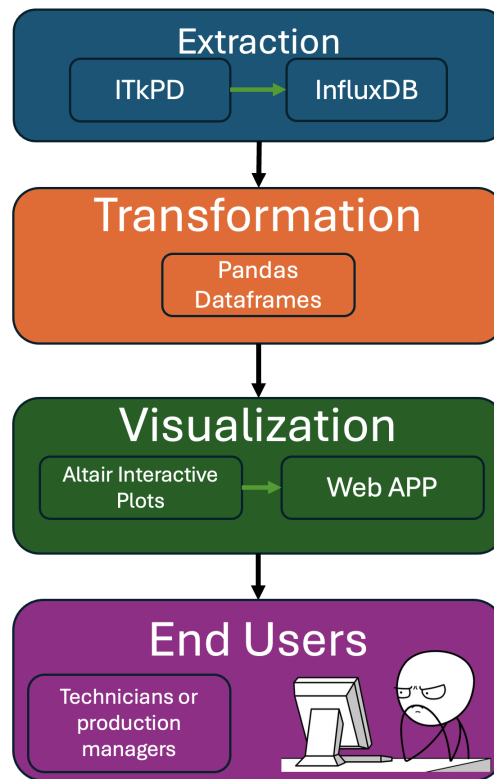 Extraction
ITkPD
InfluxDB
Transformation
Pandas
Dataframes
Visualization
Altair Interactive
Plots
Web APP
End Users
Technicians or
production
managers